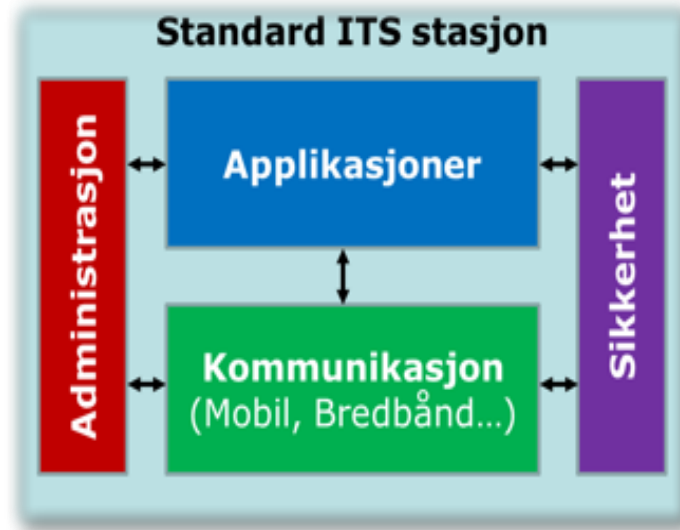 Standard ITS stasjon
Administrasjon
Applikasjoner
Kommunikasjon
(Mobil, Bredbånd...)
Sikkerhet